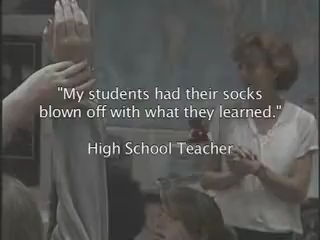 "My students had their socks
blown off with what they learned."
High School Teacher